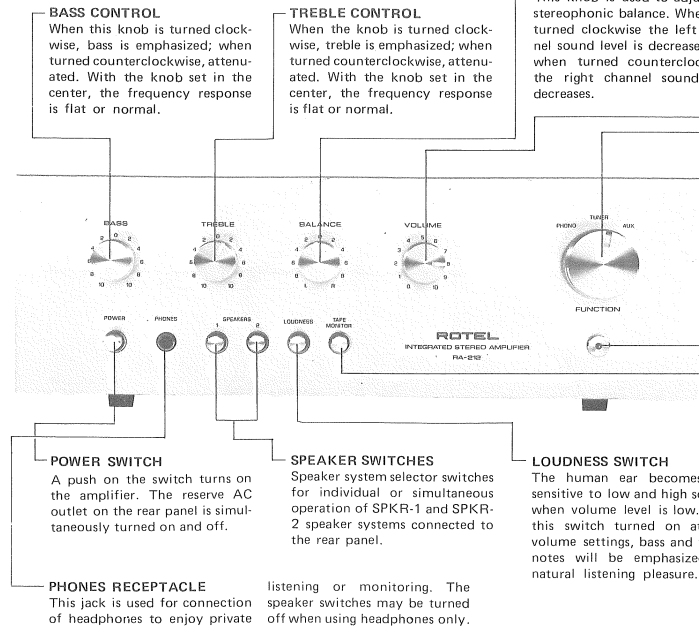 BASS CONTROL
When this knob is turned clock-
wise, bass is emphasized; when
turned counterclockwise, attenu-
ated. With the knob set in the
center, the frequency response
is flat or normal.
TREBLE CONTROL
When the knob is turned clock-
wise, treble is emphasized; when
turned counterclockwise, attenu-
ated. With the knob set in the
center, the frequency response
is flat or normal.
stereophonic balance.
turned clockwise the left
nel sound level is decrease
when turned counterclo
the right channel sound
decreases.
BASS
TREBLE
BALANCE
VOLUME
PHONO
TUNER
AUX
FUNCTION
POWER
PHONES
SPEAKERS
1 2
LOUDNESS
TAPE
MONITOR
ROTEL
INTEGRATED STEREO AMPLIFIER
RA-212
POWER SWITCH
A push on the switch turns on
the amplifier. The reserve AC
outlet on the rear panel is simul-
taneously turned on and off.
SPEAKER SWITCHES
Speaker system selector switches
for individual or simultaneous
operation of SPKR-1 and SPKR-
2 speaker systems connected to
the rear panel.
LOUDNESS SWITCH
The human ear becomes
sensitive to low and high
when volume level is low.
this switch turned on
volume settings, bass and
notes will be emphasize
natural listening pleasure.
PHONES RECEPTACLE
This jack is used for connection
of headphones to enjoy private
listening or monitoring. The
speaker switches may be turned
off when using headphones only.